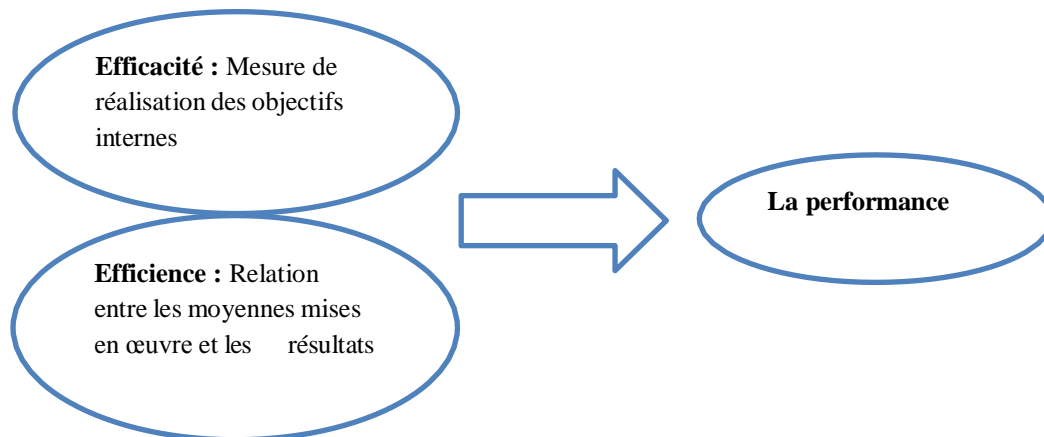 Efficacité : Mesure de
réalisation des objectifs
internes
Efficience : Relation
entre les moyennes mises
en œuvre et les résultats
La performance